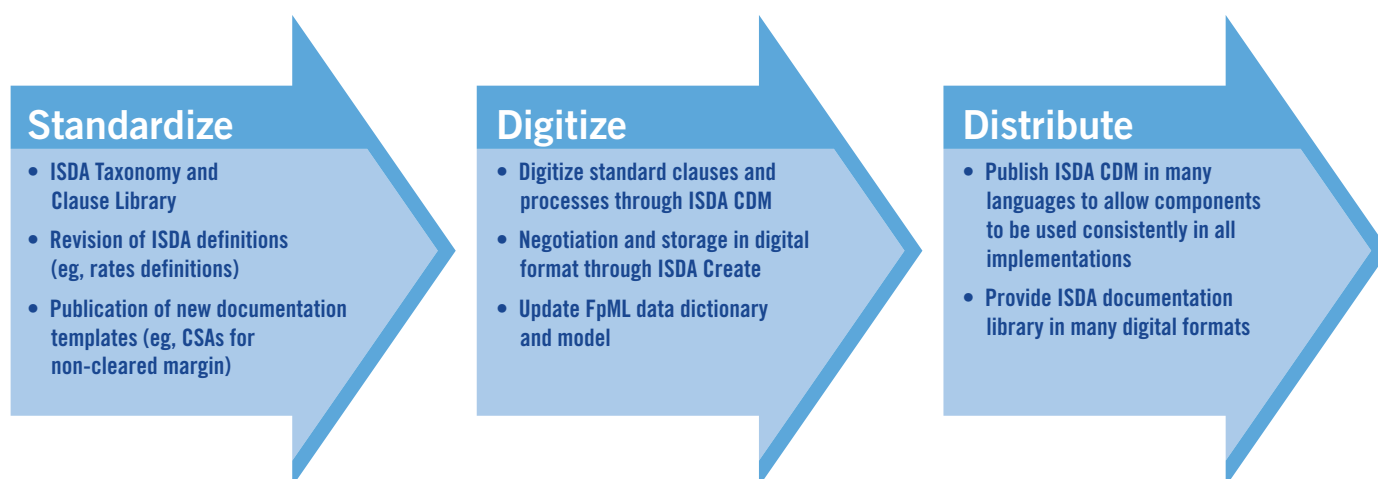 Standardize
• ISDA Taxonomy and
Clause Library
• Revision of ISDA definitions
(eg, rates definitions)
• Publication of new documentation
templates (eg, CSAs for
non-cleared margin)
Digitize
• Digitize standard clauses and
processes through ISDA CDM
• Negotiation and storage in digital
format through ISDA Create
• Update FpML data dictionary
and model
Distribute
• Publish ISDA CDM in many
languages to allow components
to be used consistently in all
implementations
• Provide ISDA documentation
library in many digital formats